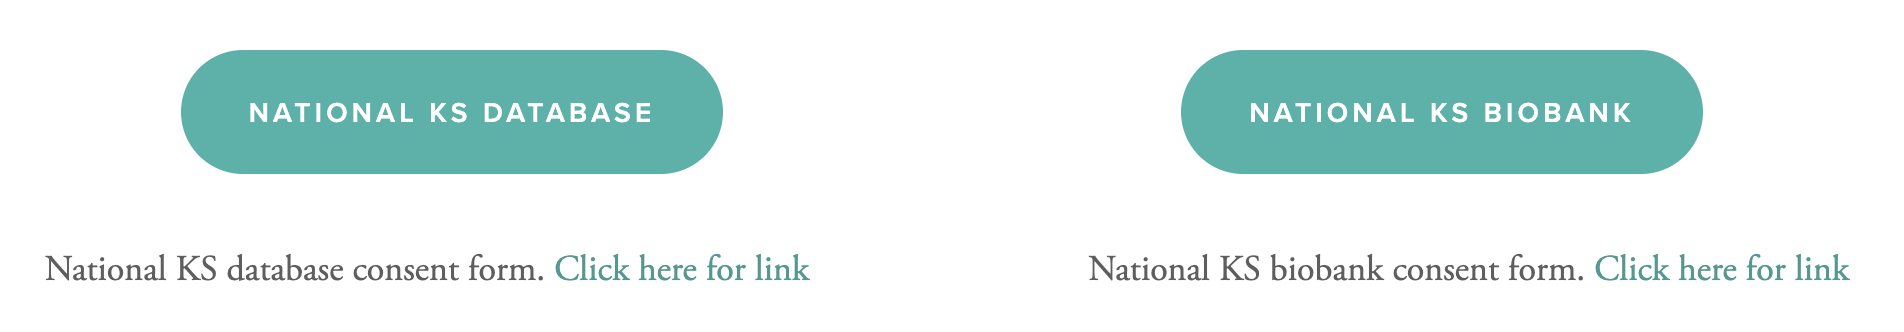 NATIONAL KS DATABASE
National KS database consent form. Click here for link
NATIONAL KS BIOBANK
National KS biobank consent form. Click here for link